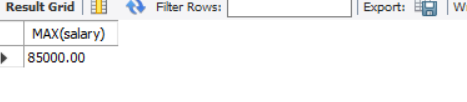 Result Grid Filter Rows: Export:
MAX(salary)
85000.00